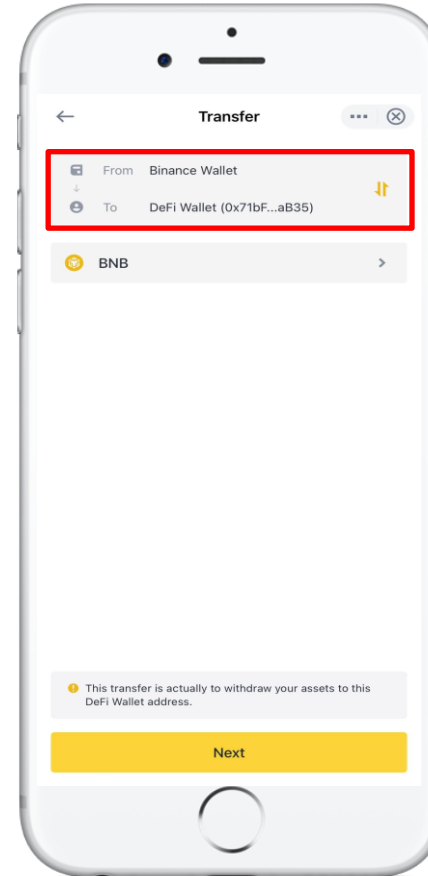 Transfer
From Binance Wallet
To DeFi Wallet (0x71bF...aB35)
BNB
This transfer is actually to withdraw your assets to this
DeFi Wallet address.
Next